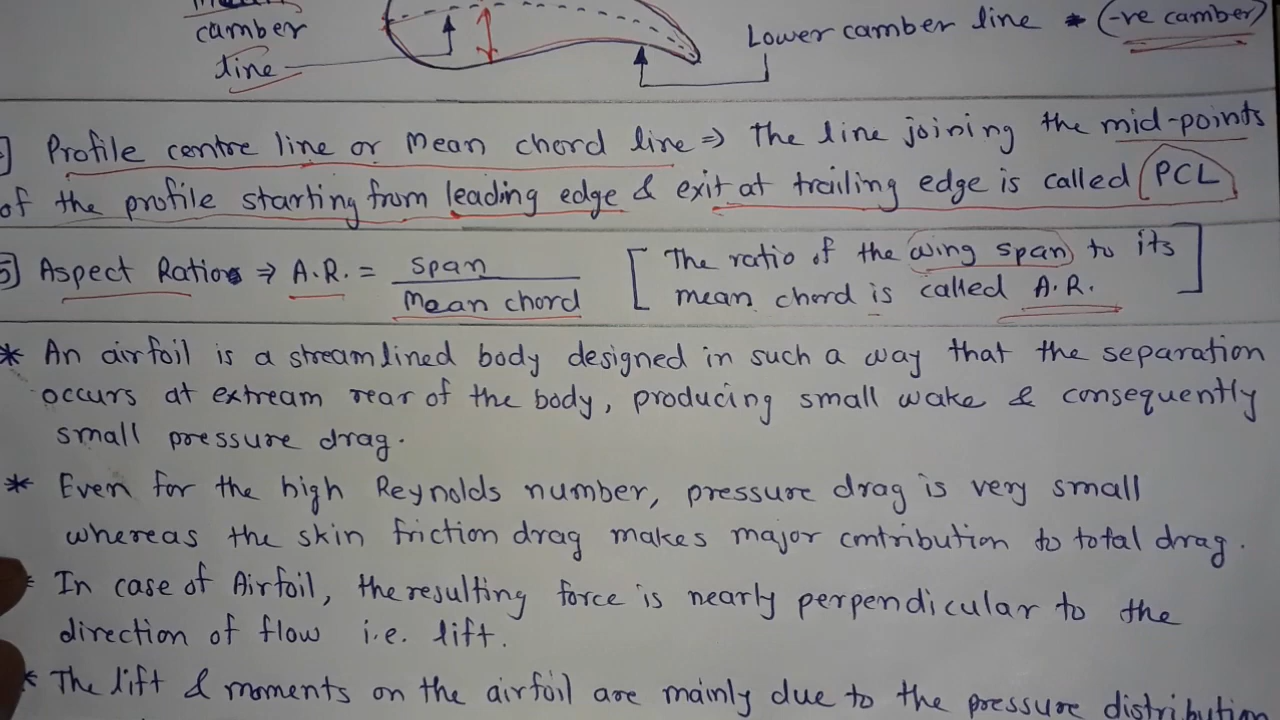 camber
line
Lower camber line * (-re camber)
Profile centre line or Mean chord line ⇒ The line joining the mid-points
of the profile starting from leading edge & exit at trailing edge is called PCL
5] Aspect Ratio ⇒ A.R. = span / Mean chord [The ratio of the wing span to its
mean chord is called A.R.]
* An airfoil is a streamlined body designed in such a way that the separation
occurs at extream rear of the body, producing small wake & consequently
small pressure drag.
* Even for the high Reynolds number, pressure drag is very small
whereas the skin friction drag makes major contribution to total drag.
* In case of Airfoil, the resulting force is nearly perpendicular to the
direction of flow i.e. lift.
* The lift & moments on the airfoil are mainly due to the pressure distribution